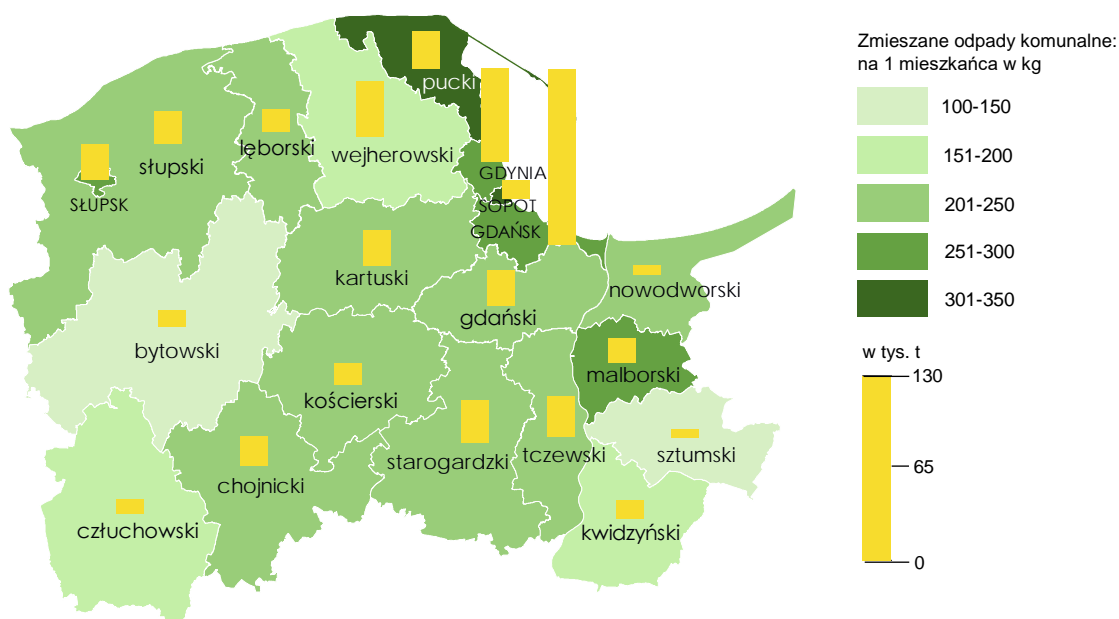 pucki
słupski
lęborski
wejherowski
SŁUPSK
GDYNIA
SOPOT
GDAŃSK
kartuski
nowodworski
gdański
bytowski
malborski
kościerski
starogardzki
tczewski
sztumski
chojnicki
człuchowski
kwidzyński
Zmieszane odpady komunalne:
na 1 mieszkańca w kg
100-150
151-200
201-250
251-300
301-350
w tys. t
130
65
0